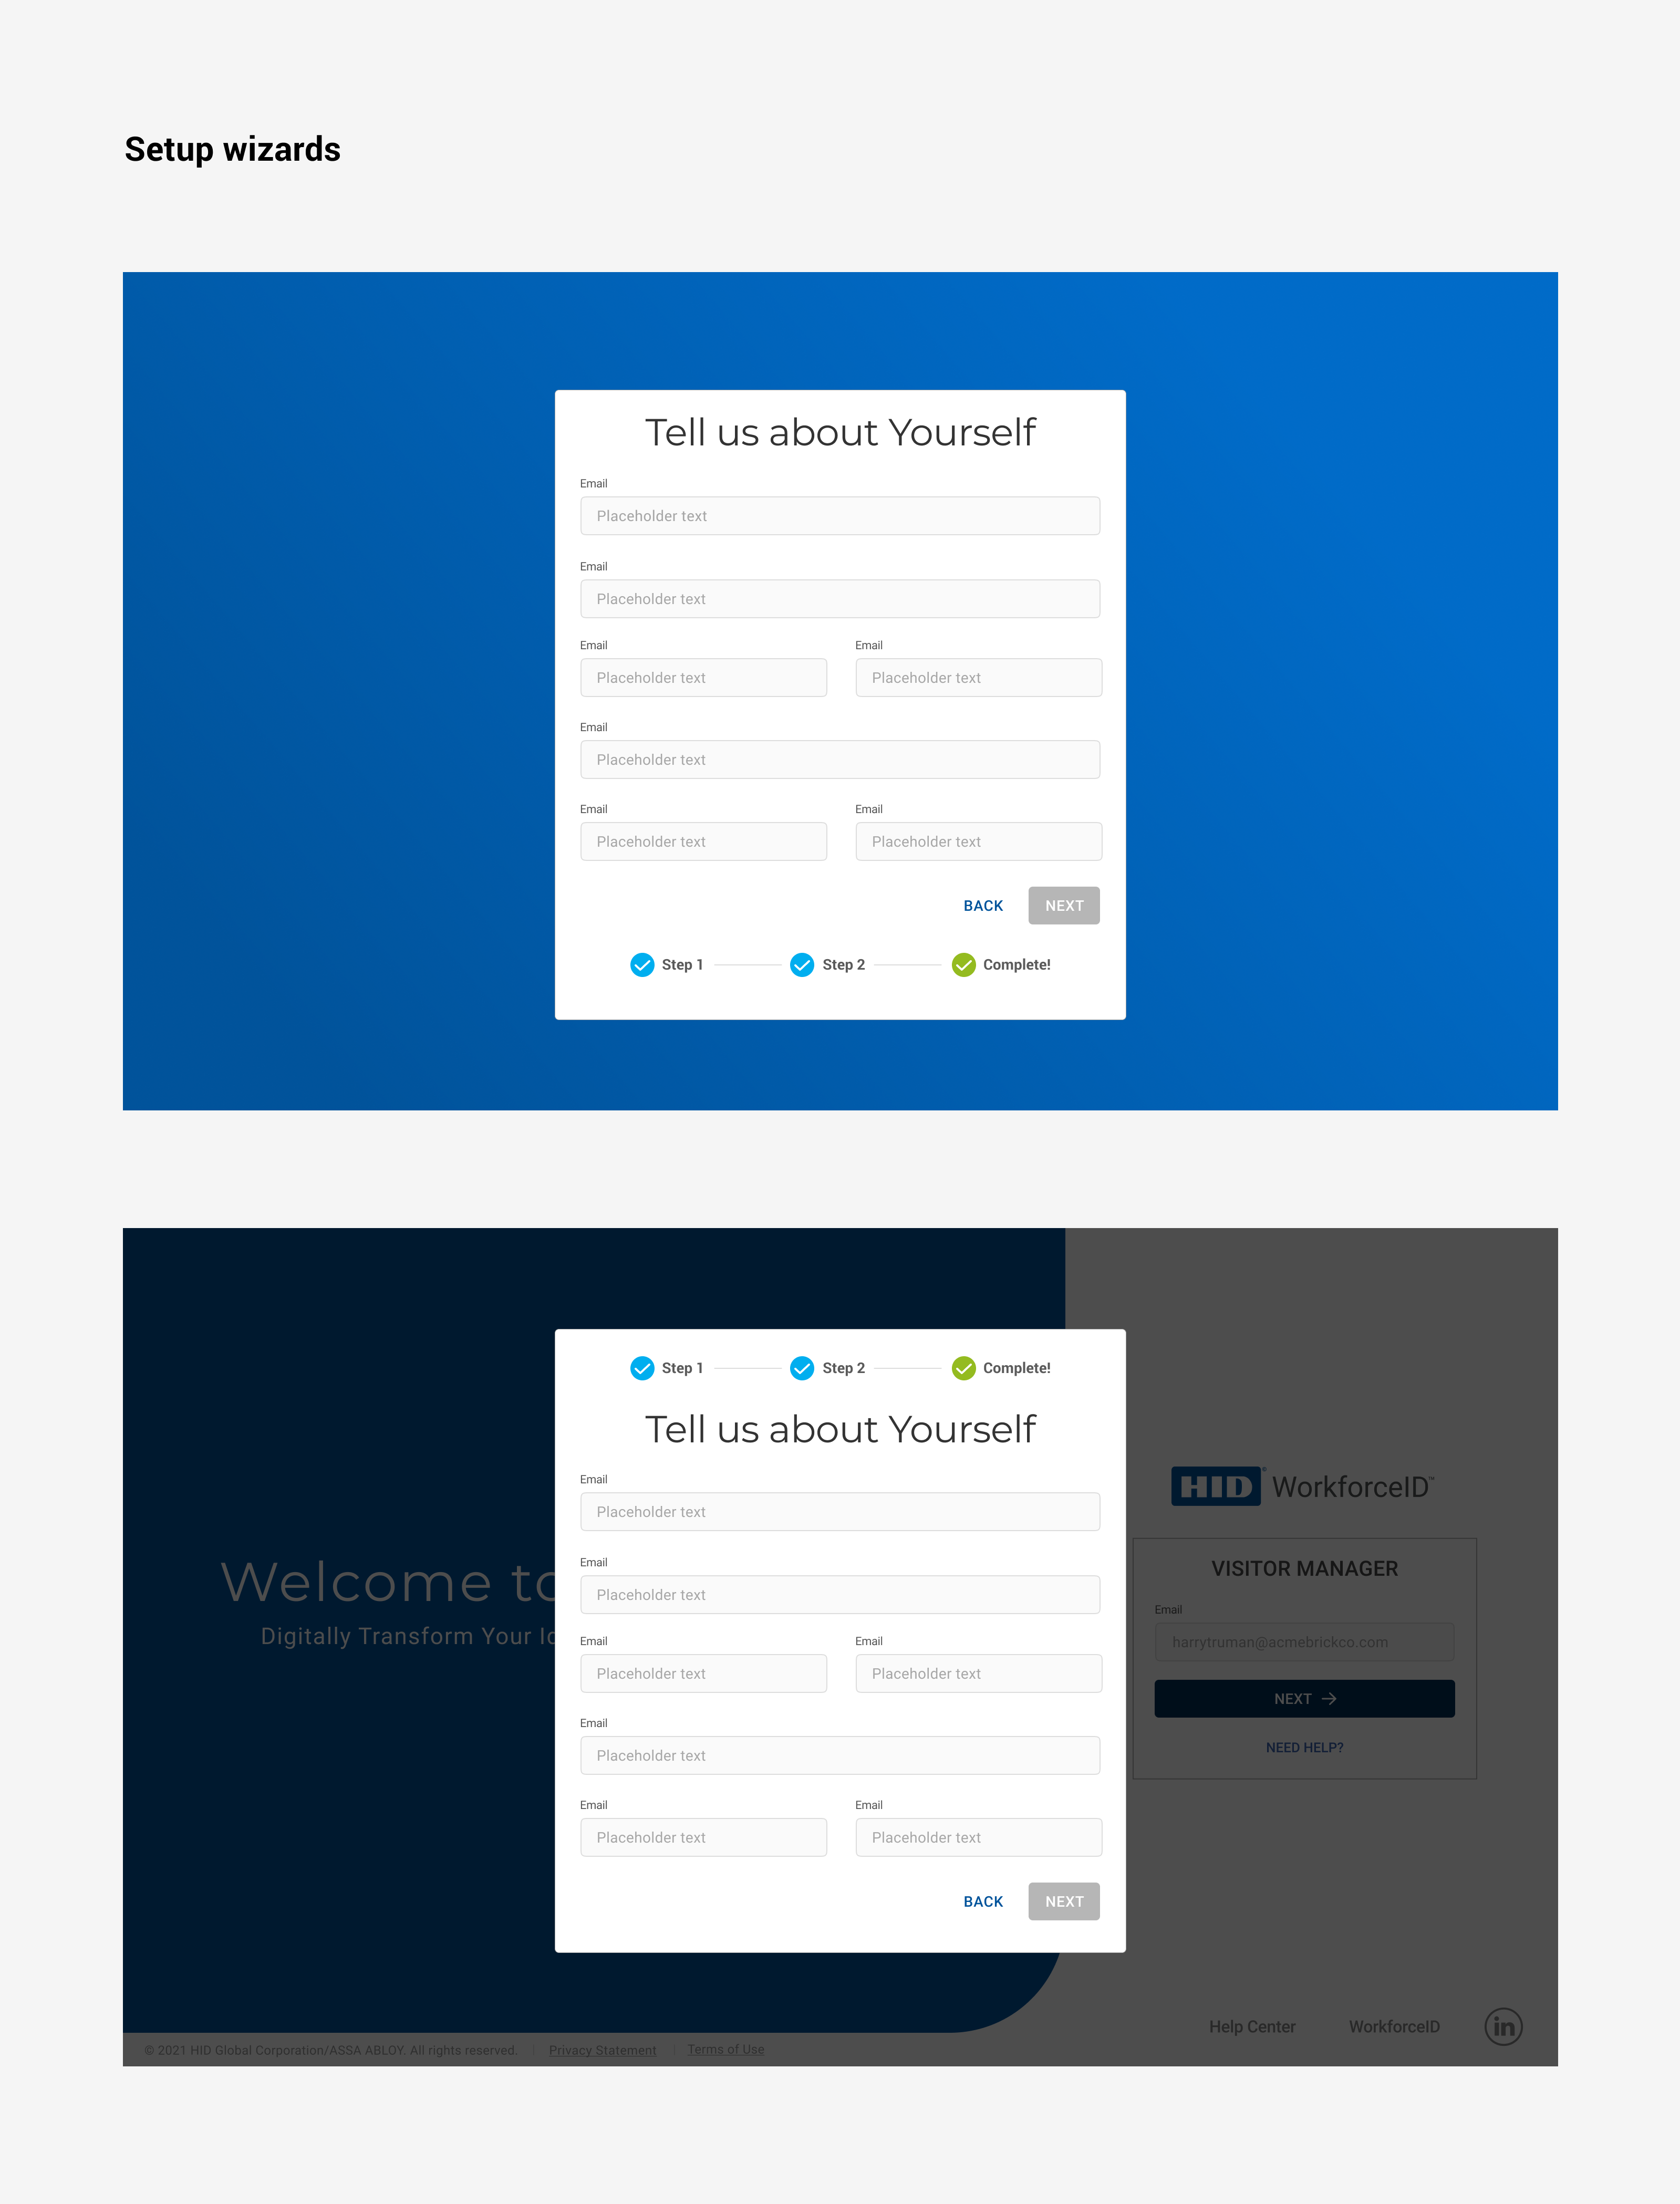 Setup wizards
Tell us about Yourself
Email
Placeholder text
Email
Placeholder text
Email Email
Placeholder text Placeholder text
Email
Placeholder text
Email Email
Placeholder text Placeholder text
BACK NEXT
Step 1 Step 2 Complete!
Step 1 Step 2 Complete!
Tell us about Yourself
Email
Placeholder text
Email
Placeholder text
Email Email
Placeholder text Placeholder text
Email
Placeholder text
Email Email
Placeholder text Placeholder text
BACK NEXT
Welcome to
Digitally Transform Your
HID® WorkforceID™
VISITOR MANAGER
Email
harrytruman@acmebrickco.com
NEXT →
NEED HELP?
Help Center WorkforceID in
© 2021 HID Global Corporation/ASSA ABLOY. All rights reserved. | Privacy Statement | Terms of Use